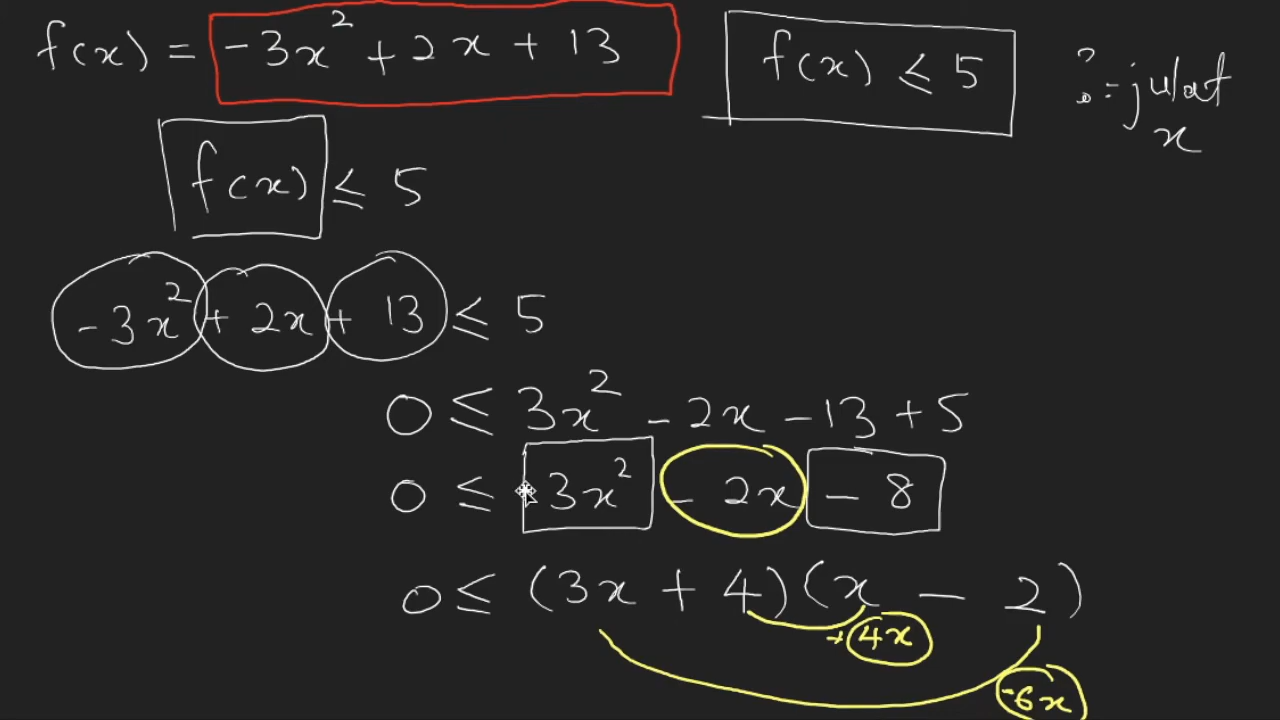 f(x) = -3x² + 2x + 13
f(x) ≤ 5
? :- julat
x
f(x) ≤ 5
-3x² + 2x + 13 ≤ 5
0 ≤ 3x² - 2x - 13 + 5
0 ≤ 3x² - 2x - 8
0 ≤ (3x + 4)(x - 2)
+4x
-6x